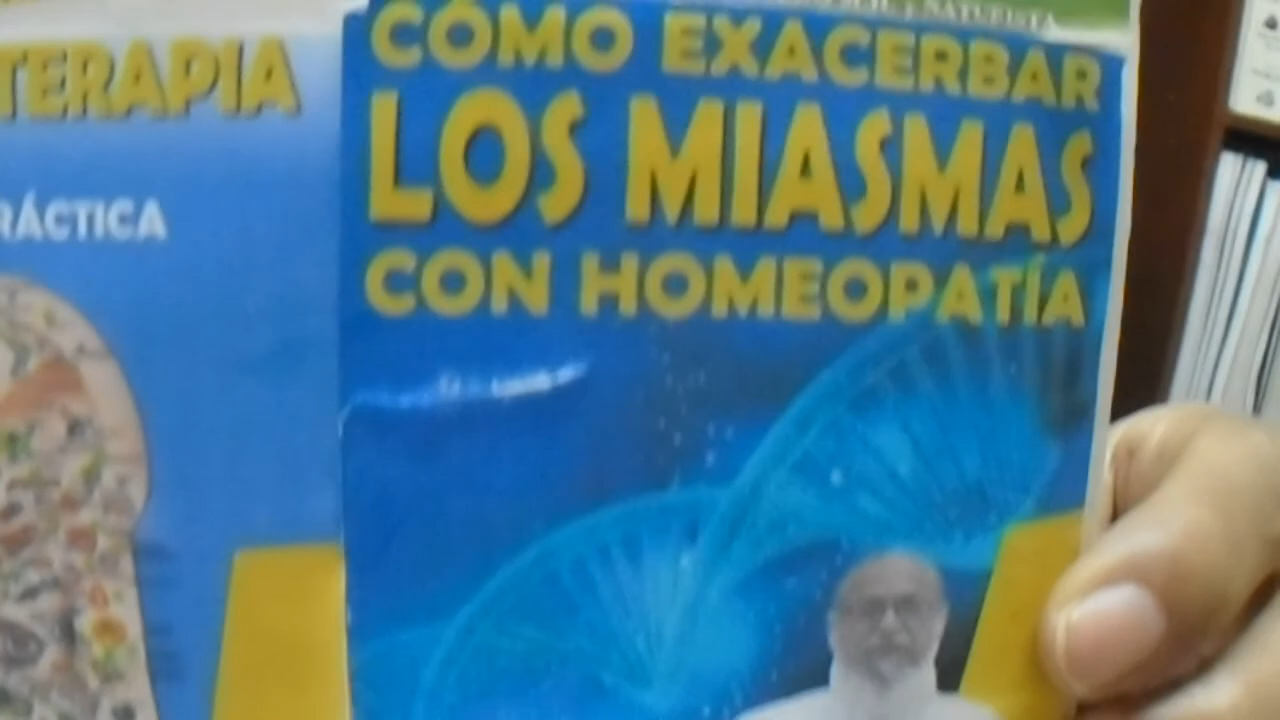 TERAPIA
RÁCTICA
CÓMO EXACERBAR
LOS MIASMAS
CON HOMEOPATÍA